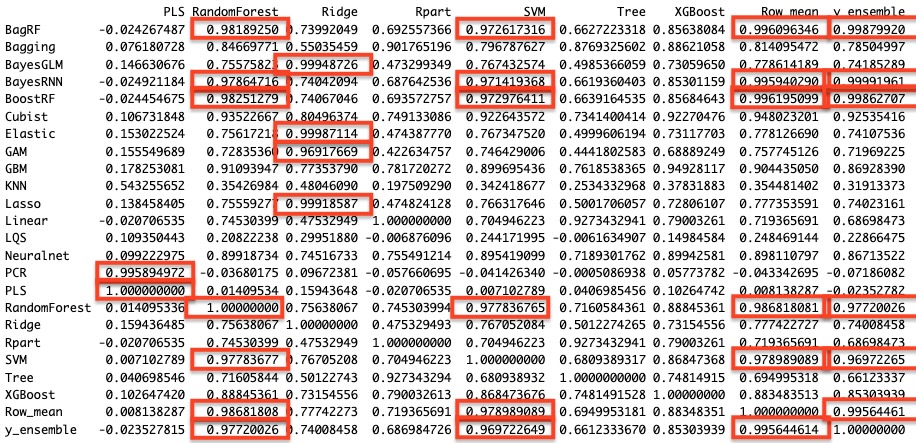 PLS RandomForest Ridge Rpart SVM Tree XGBoost Row_mean y_ensemble
BagRF -0.024267487 0.98189250 0.73992049 0.692557366 0.972617316 0.6627223318 0.85638084 0.996096346 0.99879920
Bagging 0.076180728 0.84669771 0.55035459 0.901765196 0.796787627 0.8769325602 0.88621058 0.814095472 0.78504997
BayesGLM 0.146630676 0.7557582 0.99948726 0.473299349 0.767432574 0.4985366059 0.73059650 0.778614189 0.74185289
BayesRNN -0.024921184 0.97864716 0.74042094 0.687642536 0.971419368 0.6619360403 0.85301159 0.995940290 0.99991961
BoostRF -0.024454675 0.98251279 0.74067046 0.693572757 0.972976411 0.6639164535 0.85684643 0.996195099 0.99862707
Cubist 0.106731848 0.93522667 0.80496374 0.749133086 0.922643572 0.7341400414 0.92270476 0.948023201 0.92535416
Elastic 0.153022524 0.7561721 0.99987114 0.474387770 0.767347520 0.4999606194 0.73117703 0.778126690 0.74107536
GAM 0.155549689 0.7283536 0.96917669 0.422634757 0.746429006 0.4441802583 0.68889249 0.757745126 0.71969225
GBM 0.178253081 0.91093947 0.77353790 0.781720272 0.899695436 0.7618538365 0.94928117 0.904435050 0.86928390
KNN 0.543255652 0.35426984 0.48046090 0.197509290 0.342418677 0.2534332968 0.37831883 0.354481402 0.31913373
Lasso 0.138458405 0.7555927 0.99918587 0.474824128 0.766317646 0.5001706057 0.72806107 0.777353591 0.74023161
Linear -0.020706535 0.74530399 0.47532949 1.000000000 0.704946223 0.9273432941 0.79003261 0.719365691 0.68698473
LQS 0.109350443 0.20822238 0.29951880 -0.006876096 0.244171995 -0.0061634907 0.14984584 0.248469144 0.22866475
Neuralnet 0.099222975 0.89918734 0.74516733 0.755491214 0.895419099 0.7189301762 0.89942581 0.898110797 0.86713522
PCR 0.995894972 -0.03680175 0.09672381 -0.057660695 -0.041426340 -0.0005086938 0.05773782 -0.043342695 -0.07186082
PLS 1.000000000 0.01409534 0.15943648 -0.020706535 0.007102789 0.0406985456 0.10264742 0.008138287 -0.02352782
RandomForest 0.014095336 1.00000000 0.75638067 0.745303994 0.977836765 0.7160584361 0.88845361 0.986818081 0.97720026
Ridge 0.159436485 0.75638067 1.00000000 0.475329493 0.767052084 0.5012274265 0.73154556 0.777422727 0.74008458
Rpart -0.020706535 0.74530399 0.47532949 1.000000000 0.704946223 0.9273432941 0.79003261 0.719365691 0.68698473
SVM 0.007102789 0.97783677 0.76705208 0.704946223 1.000000000 0.6809389317 0.86847368 0.978989089 0.96972265
Tree 0.040698546 0.71605844 0.50122743 0.927343294 0.680938932 1.0000000000 0.74814915 0.694995318 0.66123337
XGBoost 0.102647420 0.88845361 0.73154556 0.790032613 0.868473676 0.7481491528 1.00000000 0.883483513 0.85303939
Row_mean 0.008138287 0.98681808 0.77742273 0.719365691 0.978989089 0.6949953181 0.88348351 1.000000000 0.99564461
y_ensemble -0.023527815 0.97720026 0.74008458 0.686984726 0.969722649 0.6612333670 0.85303939 0.995644614 1.00000000